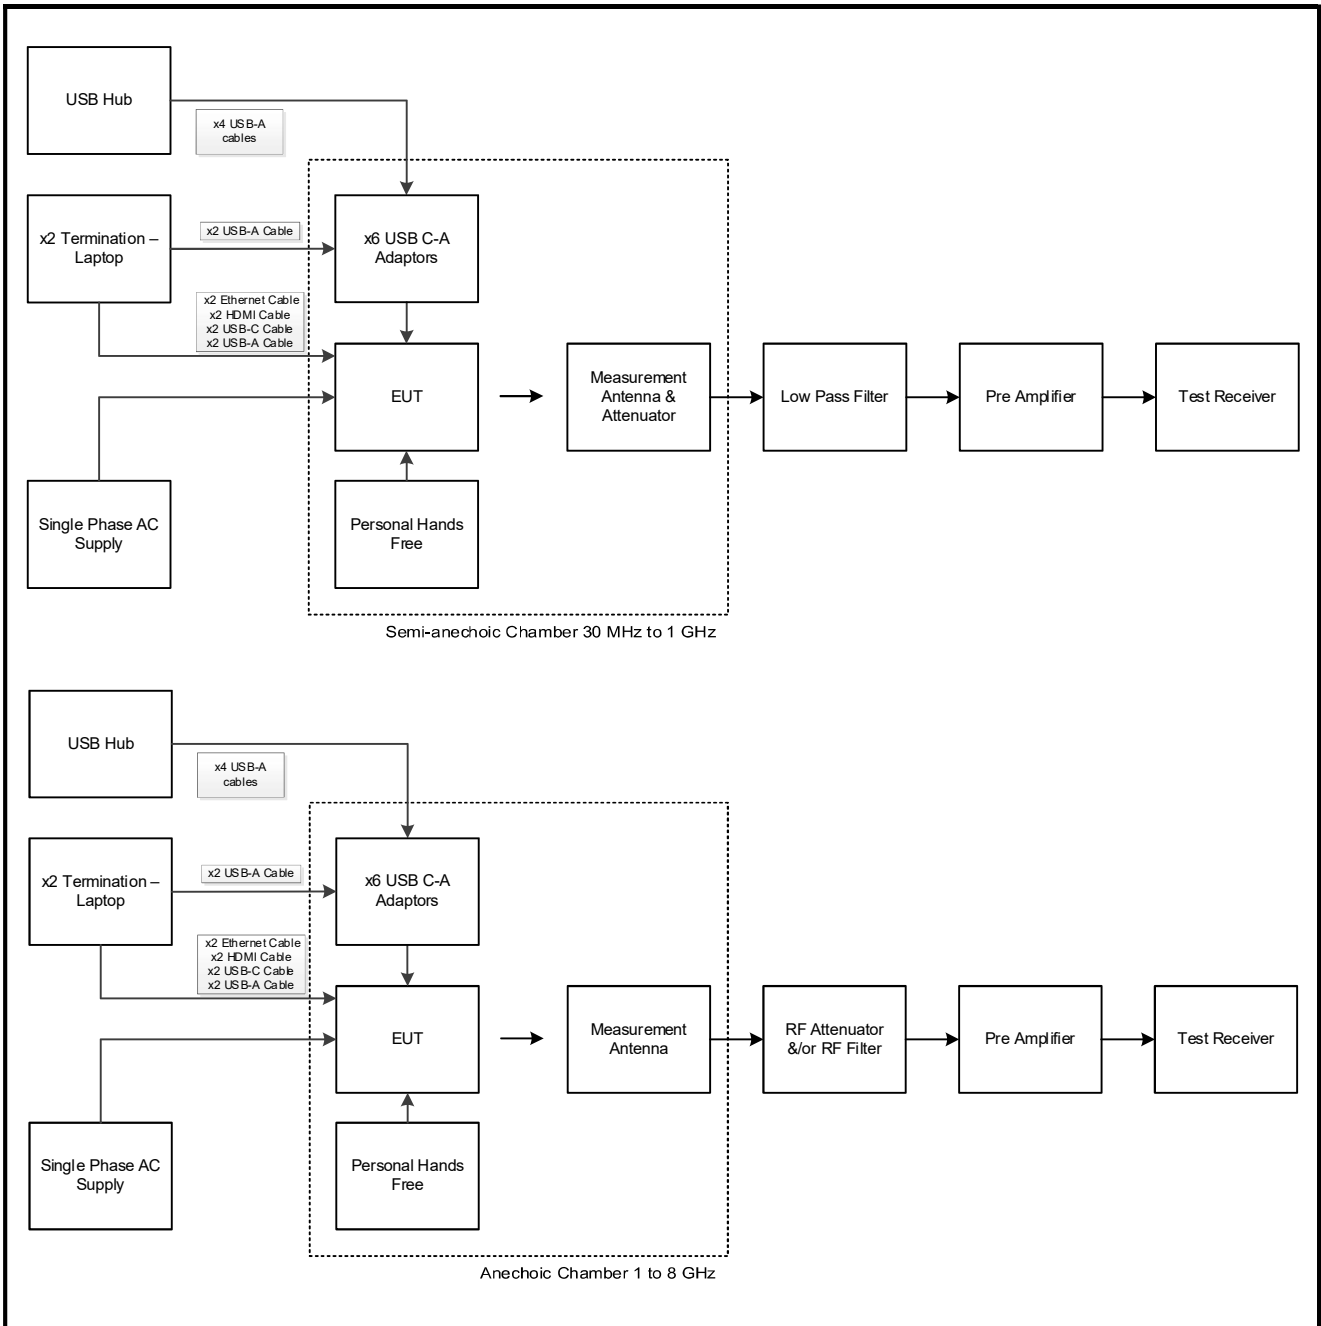 USB Hub
x4 USB-A
cables
x2 Termination –
Laptop
x2 USB-A Cable
x6 USB C-A
Adaptors
x2 Ethernet Cable
x2 HDMI Cable
x2 USB-C Cable
x2 USB-A Cable
EUT
Measurement
Antenna &
Attenuator
Low Pass Filter
Pre Amplifier
Test Receiver
Single Phase AC
Supply
Personal Hands
Free
Semi-anechoic Chamber 30 MHz to 1 GHz
USB Hub
x4 USB-A
cables
x2 Termination –
Laptop
x2 USB-A Cable
x6 USB C-A
Adaptors
x2 Ethernet Cable
x2 HDMI Cable
x2 USB-C Cable
x2 USB-A Cable
EUT
Measurement
Antenna
RF Attenuator
&/or RF Filter
Pre Amplifier
Test Receiver
Single Phase AC
Supply
Personal Hands
Free
Anechoic Chamber 1 to 8 GHz